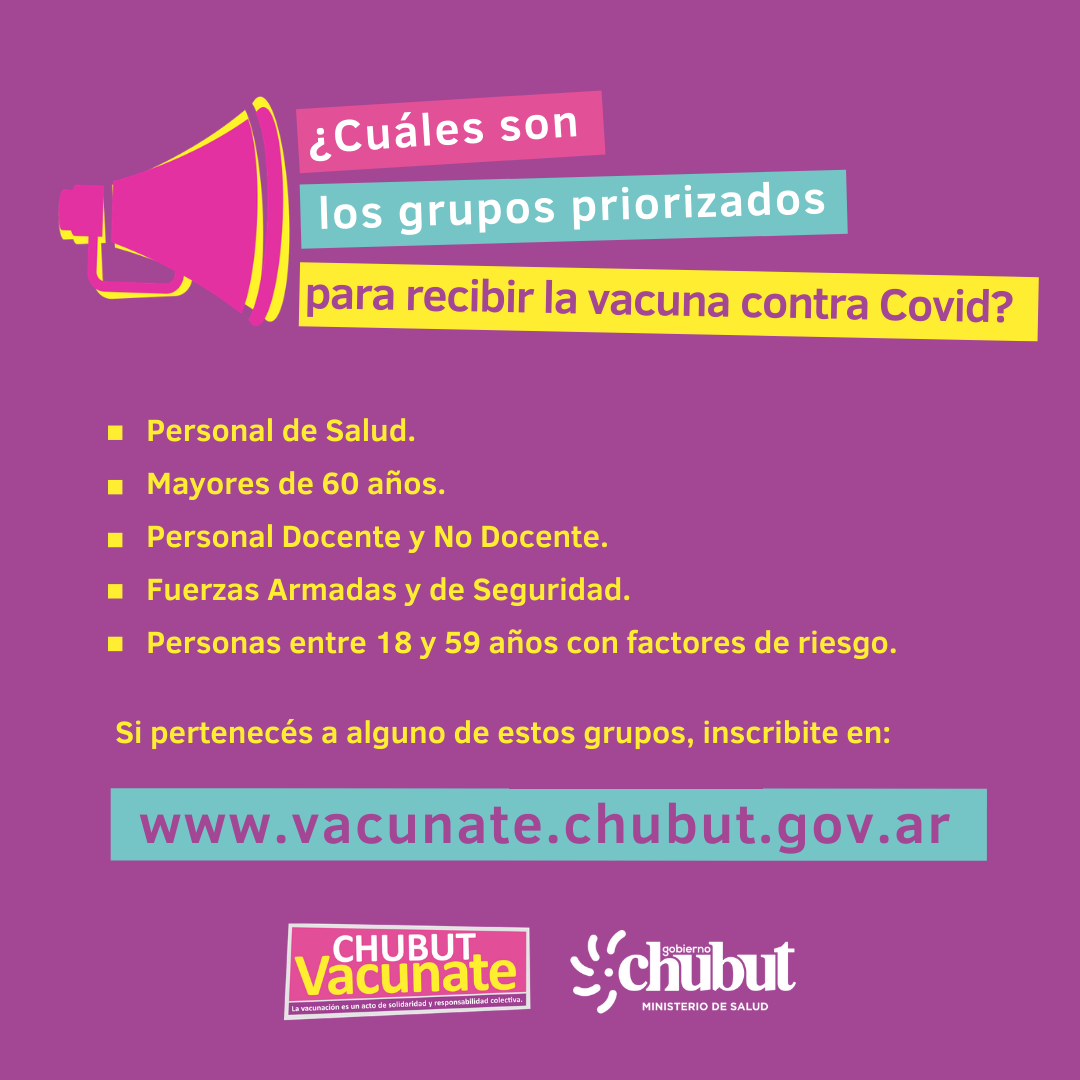 ¿Cuáles son
los grupos priorizados
para recibir la vacuna contra Covid?
Personal de Salud.
Mayores de 60 años.
Personal Docente y No Docente.
Fuerzas Armadas y de Seguridad.
Personas entre 18 y 59 años con factores de riesgo.
Si pertenecés a alguno de estos grupos, inscribite en:
www.vacunate.chubut.gov.ar
CHUBUT
Vacunate
La vacunación es un acto de solidaridad y responsabilidad colectiva.
gobierno
chubut
MINISTERIO DE SALUD